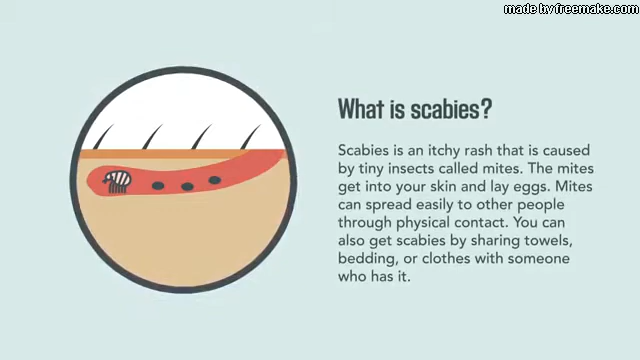 made by freemake.com
What is scabies?
Scabies is an itchy rash that is caused
by tiny insects called mites. The mites
get into your skin and lay eggs. Mites
can spread easily to other people
through physical contact. You can
also get scabies by sharing towels,
bedding, or clothes with someone
who has it.